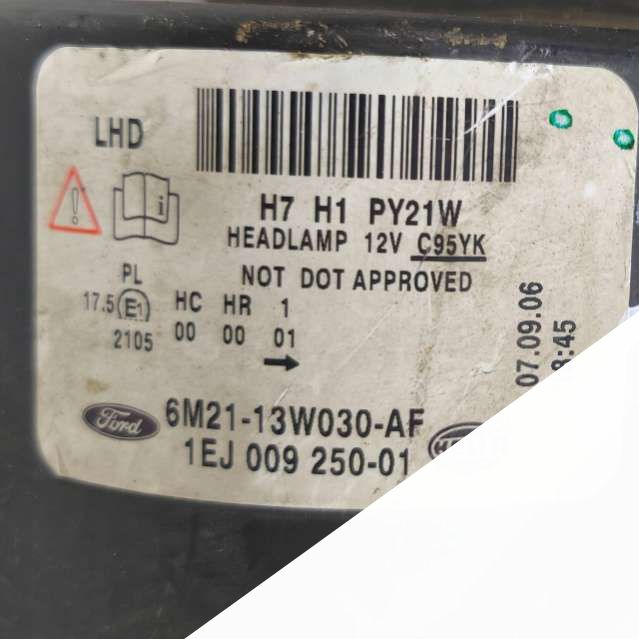 LHD
H7 H1 PY21W
HEADLAMP 12V C95YK
NOT DOT APPROVED
PL
17.5 E1 HC HR 1
2105 00 00 01
07.09.06
Ford 6M21-13W030-AF
1EJ 009 250-01